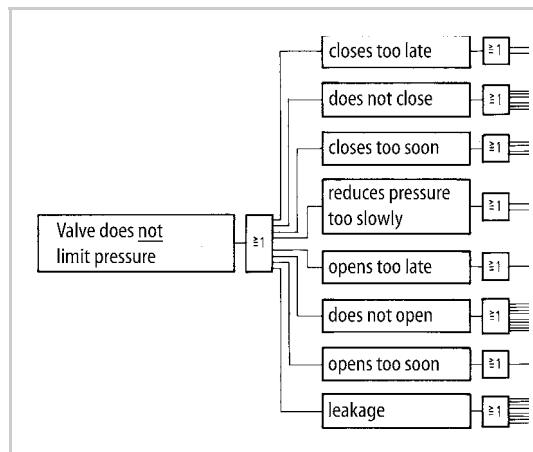 closes too late
≧1
does not close
≧1
closes too soon
≧1
reduces pressure
too slowly
≧1
Valve does not
limit pressure
≧1
opens too late
≧1
does not open
≧1
opens too soon
≧1
leakage
≧1